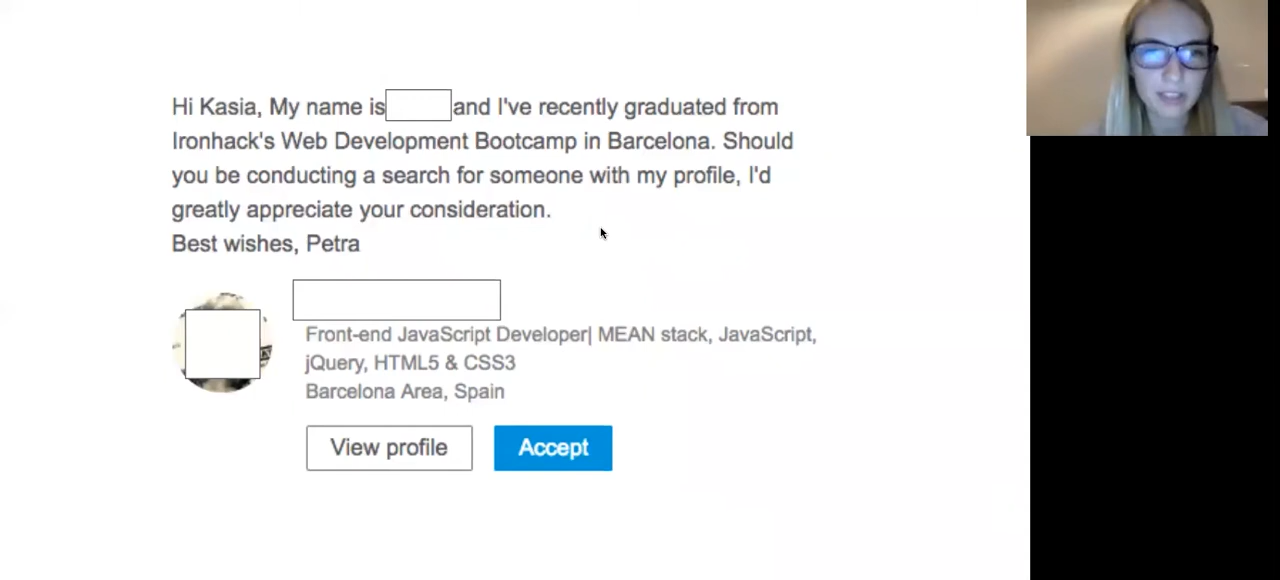 Hi Kasia, My name is and I've recently graduated from
Ironhack's Web Development Bootcamp in Barcelona. Should
you be conducting a search for someone with my profile, I'd
greatly appreciate your consideration.
Best wishes, Petra
Front-end JavaScript Developer| MEAN stack, JavaScript,
jQuery, HTML5 & CSS3
Barcelona Area, Spain
View profile
Accept